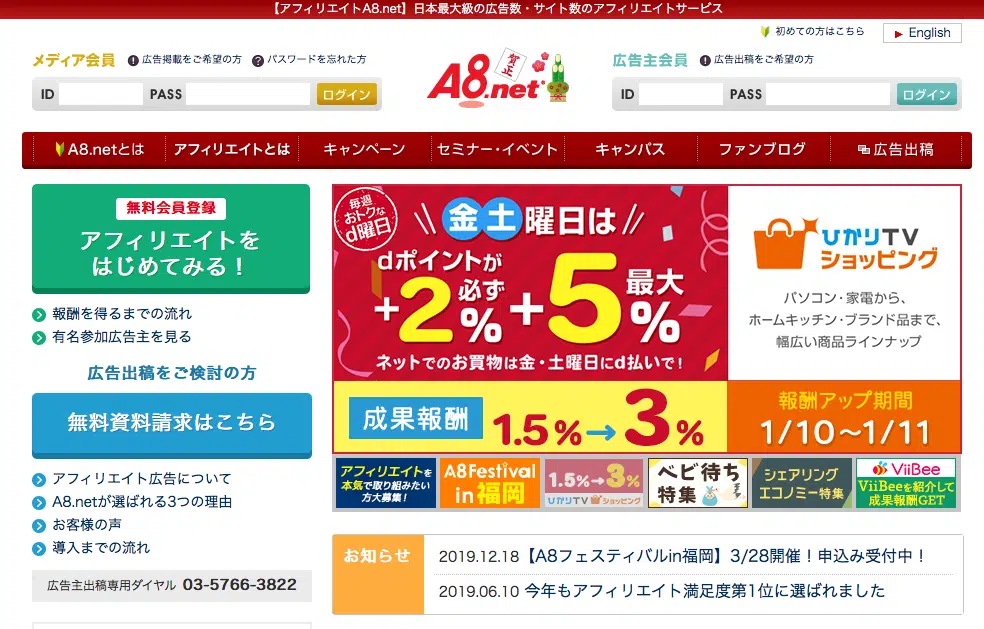 【アフィリエイトA8.net】日本最大級の広告数・サイト数のアフィリエイトサービス
初めての方はこちら
English
メディア会員
広告掲載をご希望の方
パスワードを忘れた方
ID
PASS
ログイン
賀正
A8.net
広告主会員
広告出稿をご希望の方
ID
PASS
ログイン
A8.netとは
アフィリエイトとは
キャンペーン
セミナー・イベント
キャンパス
ファンブログ
広告出稿
無料会員登録
アフィリエイトを
はじめてみる！
報酬を得るまでの流れ
有名参加広告主を見る
広告出稿をご検討の方
無料資料請求はこちら
アフィリエイト広告について
A8.netが選ばれる3つの理由
お客様の声
導入までの流れ
広告主出稿専用ダイヤル 03-5766-3822
毎週
おトクな
d曜日
金土曜日は
dポイントが
必ず
+2%
最大
+5%
ネットでのお買物は金・土曜日にd払いで！
ひかりTV
ショッピング
パソコン・家電から、
ホームキッチン・ブランド品まで、
幅広い商品ラインナップ
成果報酬
1.5%→3%
報酬アップ期間
1/10～1/11
アフィリエイトを
本気で取り組みたい
方大募集！
A8Festival
in 福岡
1.5%→3%
ひかりTV ショッピング
ベビ待ち
特集
シェアリング
エコノミー特集
ViiBee
ViiBeeを紹介して
成果報酬GET
お知らせ
2019.12.18【A8フェスティバルin福岡】3/28開催！申込み受付中！
2019.06.10 今年もアフィリエイト満足度第1位に選ばれました